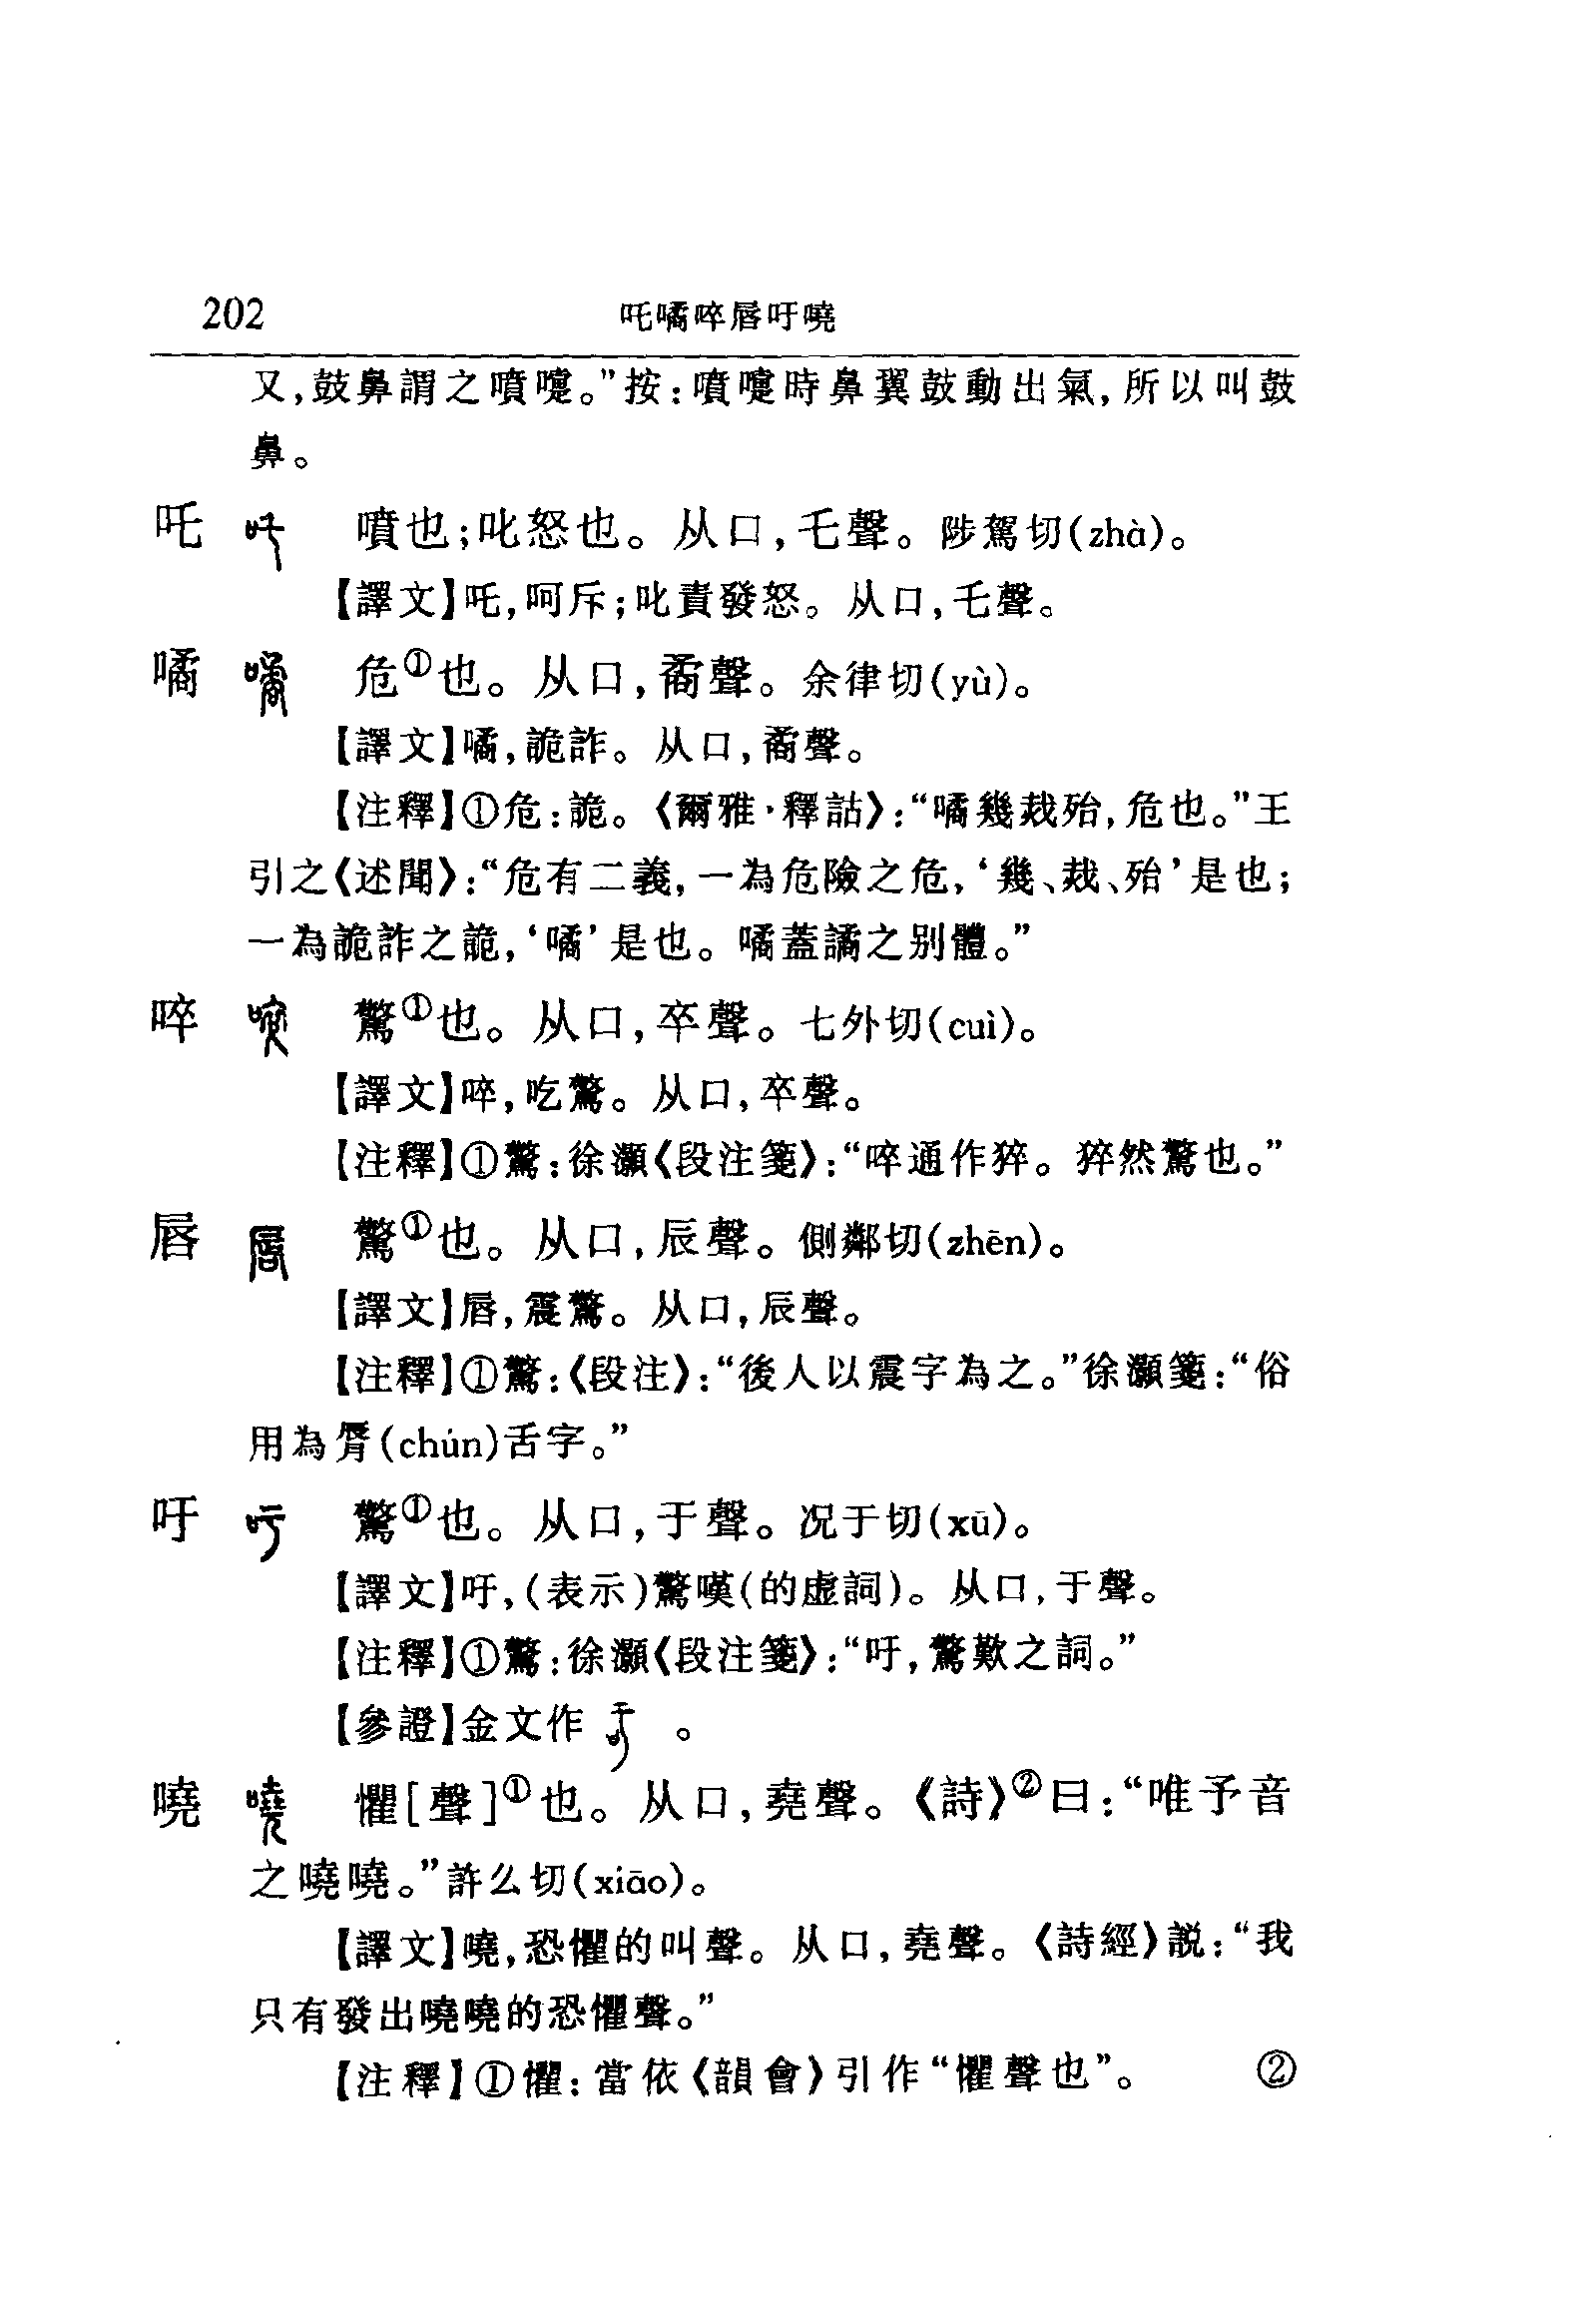 202
吒噊啐唇吁嘵
又,鼓鼻謂之噴嚏。”按:噴嚏時鼻翼鼓動出氣,所以叫鼓
鼻。
吒 噴也;叱怒也。从口,乇聲。陟駕切(zhà)。
【譯文】吒,呵斥;叱責發怒。从口,乇聲。
噊 危①也。从口,矞聲。余律切(yù)。
【譯文】噊,詭詐。从口,矞聲。
【注釋】①危:詭。《爾雅·釋詁》:“噊幾烖殆,危也。”王
引之《述聞》:“危有二義,一為危險之危,‘幾、烖、殆’是也;
一為詭詐之詭,‘噊’是也。噊蓋譎之别體。”
啐 驚①也。从口,卒聲。七外切(cuì)。
【譯文】啐,吃驚。从口,卒聲。
【注釋】①驚:徐灝《段注箋》:“啐通作猝。猝然驚也。”
唇 驚①也。从口,辰聲。側鄰切(zhēn)。
【譯文】唇,震驚。从口,辰聲。
【注釋】①驚:《段注》:“後人以震字為之。”徐灝箋:“俗
用為脣(chún)舌字。”
吁 驚①也。从口,于聲。况于切(xū)。
【譯文】吁,(表示)驚嘆(的虚詞)。从口,于聲。
【注釋】①驚:徐灝《段注箋》:“吁,驚歎之詞。”
【參證】金文作 。
嘵 懼[聲]①也。从口,堯聲。《詩》②曰:“唯予音
之嘵嘵。”許么切(xiāo)。
【譯文】嘵,恐懼的叫聲。从口,堯聲。《詩經》説:“我
只有發出嘵嘵的恐懼聲。”
【注釋】①懼:當依《韻會》引作“懼聲也”。 ②